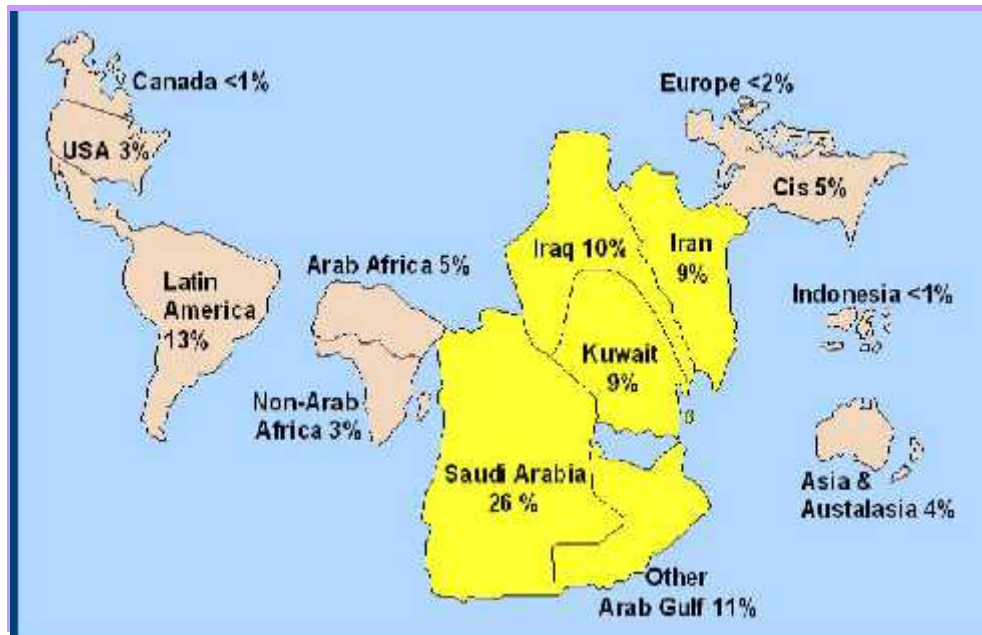 Canada <1%
USA 3%
Latin
America
13%
Arab Africa 5%
Non-Arab
Africa 3%
Europe <2%
Cis 5%
Iraq 10%
Iran
9%
Kuwait
9%
Saudi Arabia
26 %
Other
Arab Gulf 11%
Indonesia <1%
Asia &
Austalasia 4%